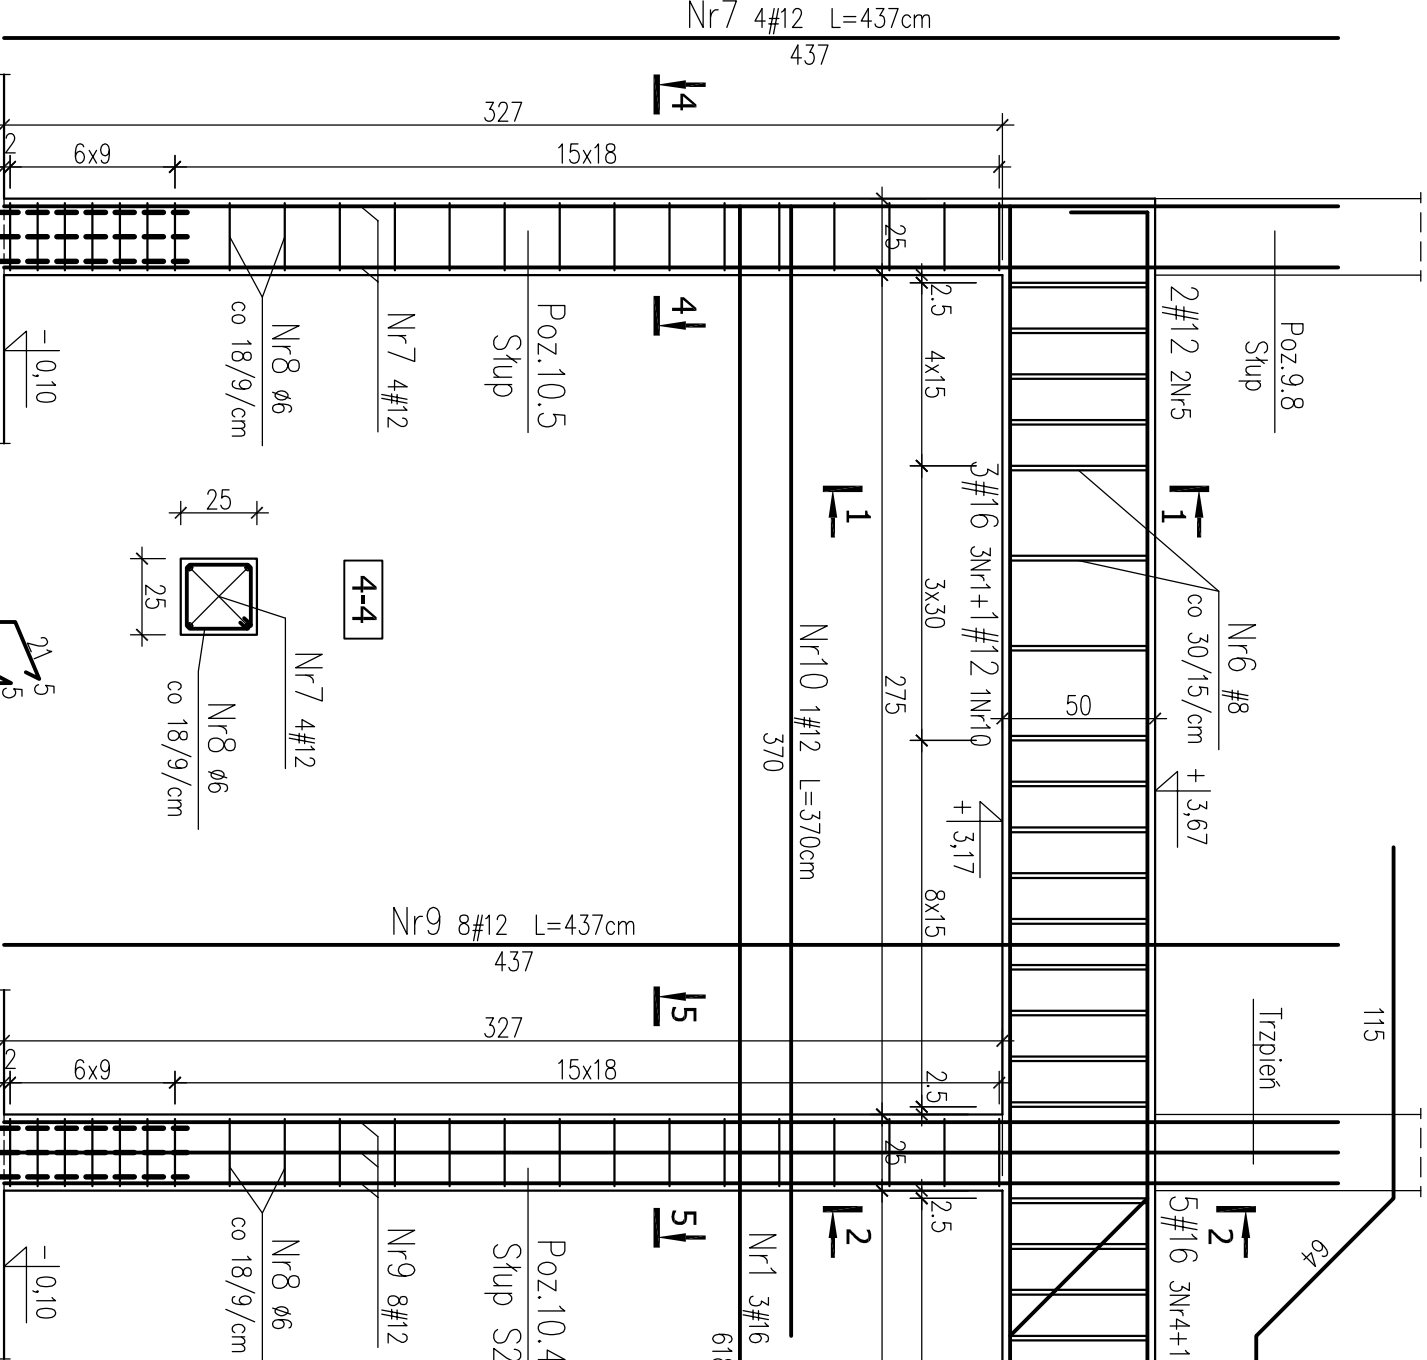 Nr7 4#12 L=437cm
437
4
327
2
6x9
15x18
25
2.5
4
4x15
Poz.10.5
Słup
Nr7 4#12
Nr8 ø6
co 18/9/cm
- 0,10
2#12 2Nr5
Poz.9.8
Słup
1
1
3#16 3Nr1+1#12 1Nr10
3x30
275
25
25
4-4
Nr7 4#12
Nr8 ø6
co 18/9/cm
21
5
5
Nr10 1#12 L=370cm
370
Nr6 #8
co 30/15/cm
50
+ 3,67
+ 3,17
8x15
Nr9 8#12 L=437cm
437
5
327
2
6x9
15x18
2.5
25
2.5
Trzpień
115
64
5
2
2
5#16 3Nr4+1
Nr1 3#16
618
Poz.10.4
Słup S2
Nr9 8#12
Nr8 ø6
co 18/9/cm
- 0,10